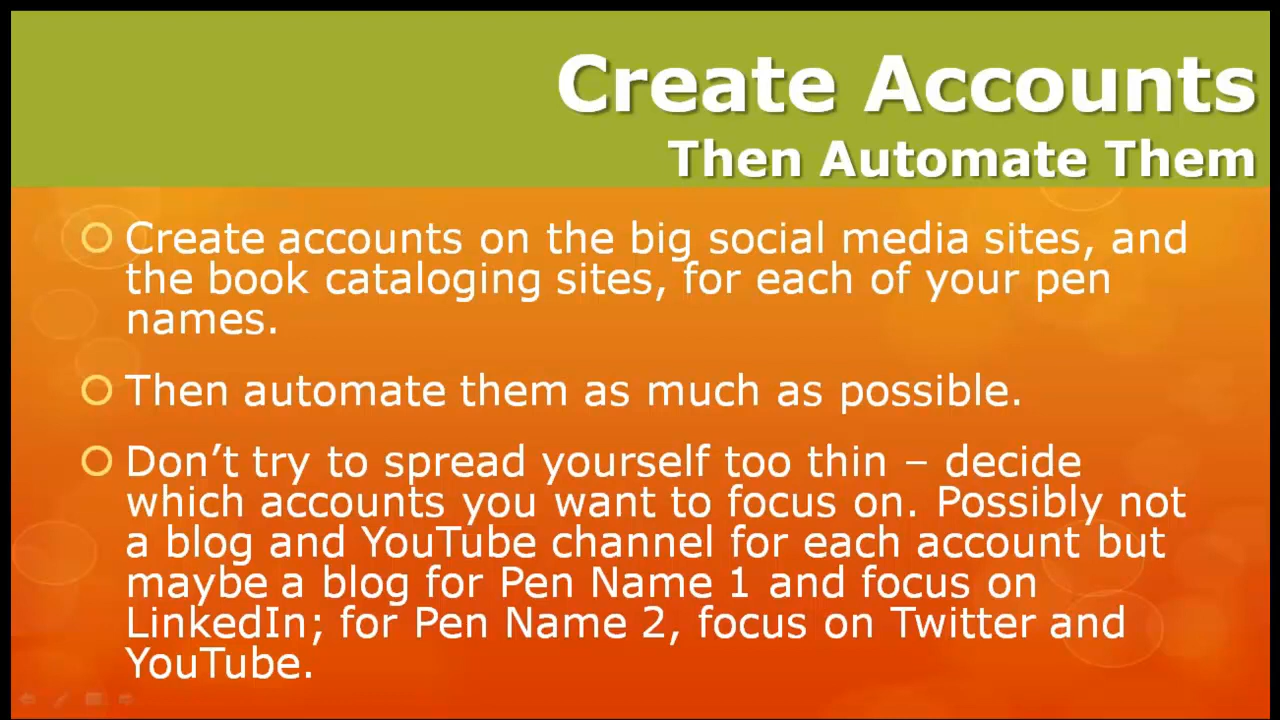 Create Accounts
Then Automate Them
Create accounts on the big social media sites, and
the book cataloging sites, for each of your pen
names.
Then automate them as much as possible.
Don’t try to spread yourself too thin – decide
which accounts you want to focus on. Possibly not
a blog and YouTube channel for each account but
maybe a blog for Pen Name 1 and focus on
LinkedIn; for Pen Name 2, focus on Twitter and
YouTube.